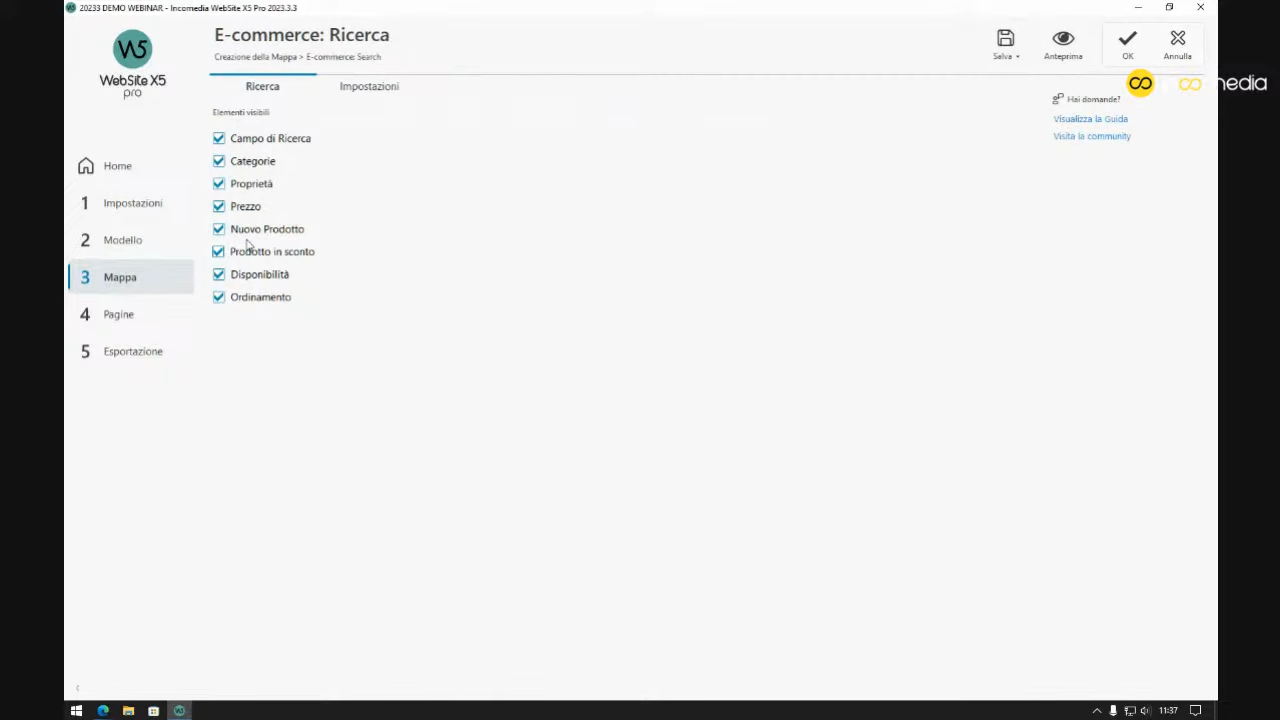 20233 DEMO WEBINAR - Incomedia WebSite X5 Pro 2023.3.3
W5
WebSite X5
pro
E-commerce: Ricerca
Creazione della Mappa > E-commerce: Search
Salva
Anteprima
OK
Annulla
Ricerca
Impostazioni
media
Hai domande?
Visualizza la Guida
Visita la community
Elementi visibili
Campo di Ricerca
Categorie
Proprietà
Prezzo
Nuovo Prodotto
Prodotto in sconto
Disponibilità
Ordinamento
Home
1 Impostazioni
2 Modello
3 Mappa
4 Pagine
5 Esportazione
11:37